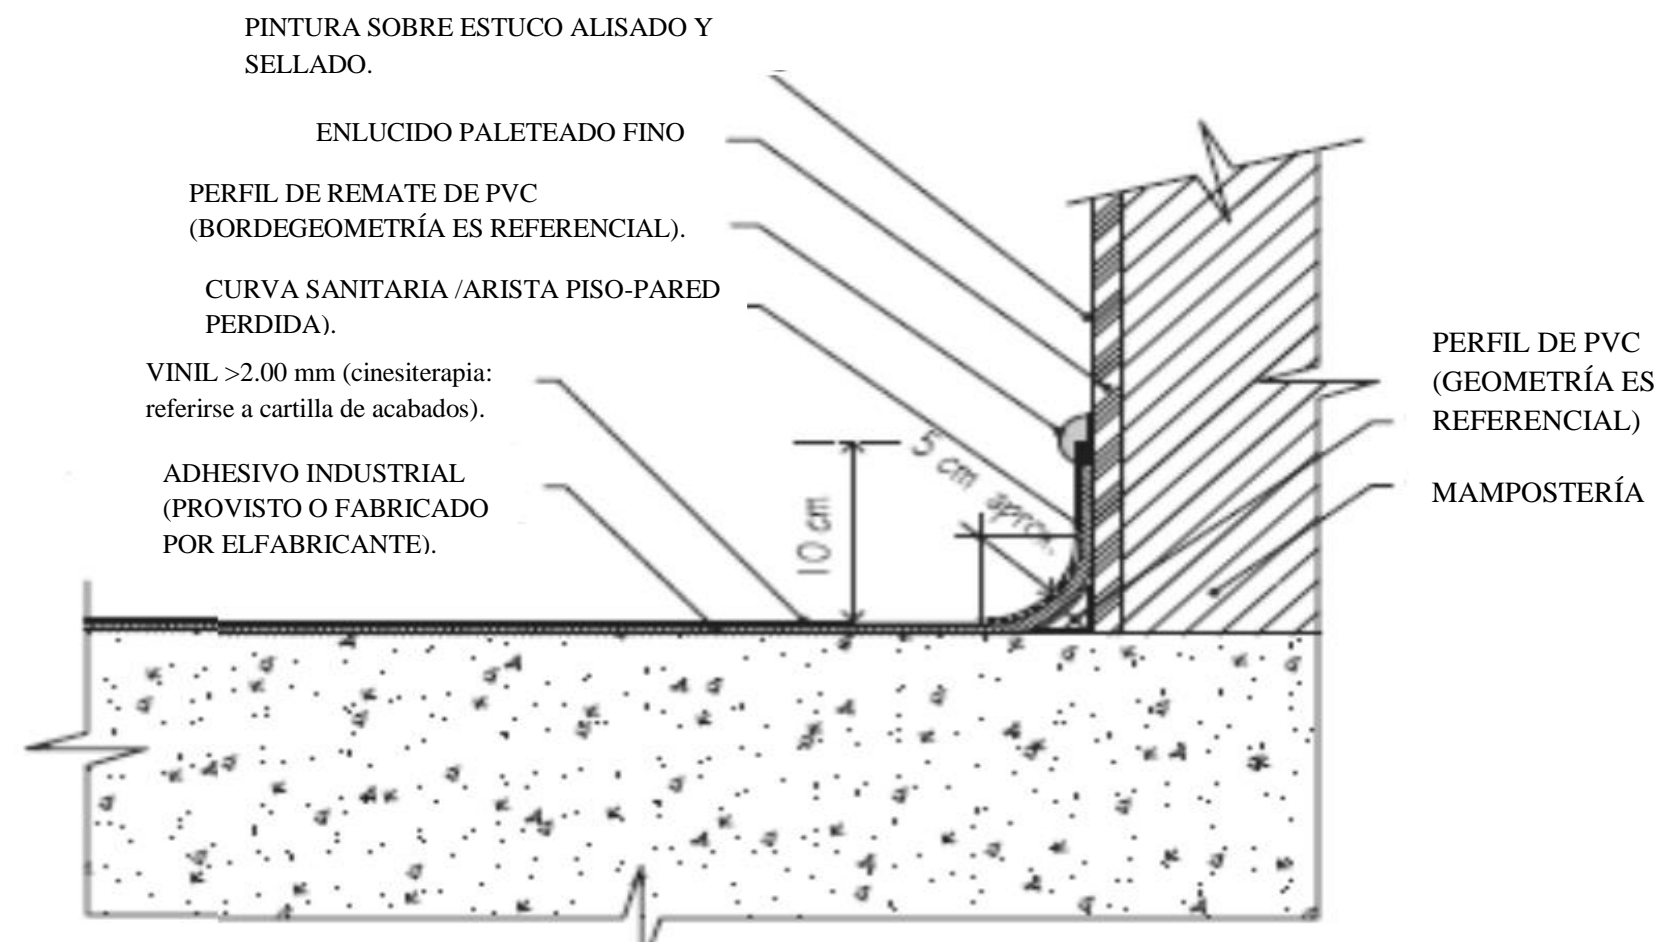 PINTURA SOBRE ESTUCO ALISADO Y
SELLADO.
ENLUCIDO PALETEADO FINO
PERFIL DE REMATE DE PVC
(BORDEGEOMETRÍA ES REFERENCIAL).
CURVA SANITARIA /ARISTA PISO-PARED
PERDIDA).
VINIL >2.00 mm (cinesiterapia:
referirse a cartilla de acabados).
ADHESIVO INDUSTRIAL
(PROVISTO O FABRICADO
POR ELFABRICANTE).
10 cm
5 cm aprox.
PERFIL DE PVC
(GEOMETRÍA ES
REFERENCIAL)
MAMPOSTERÍA